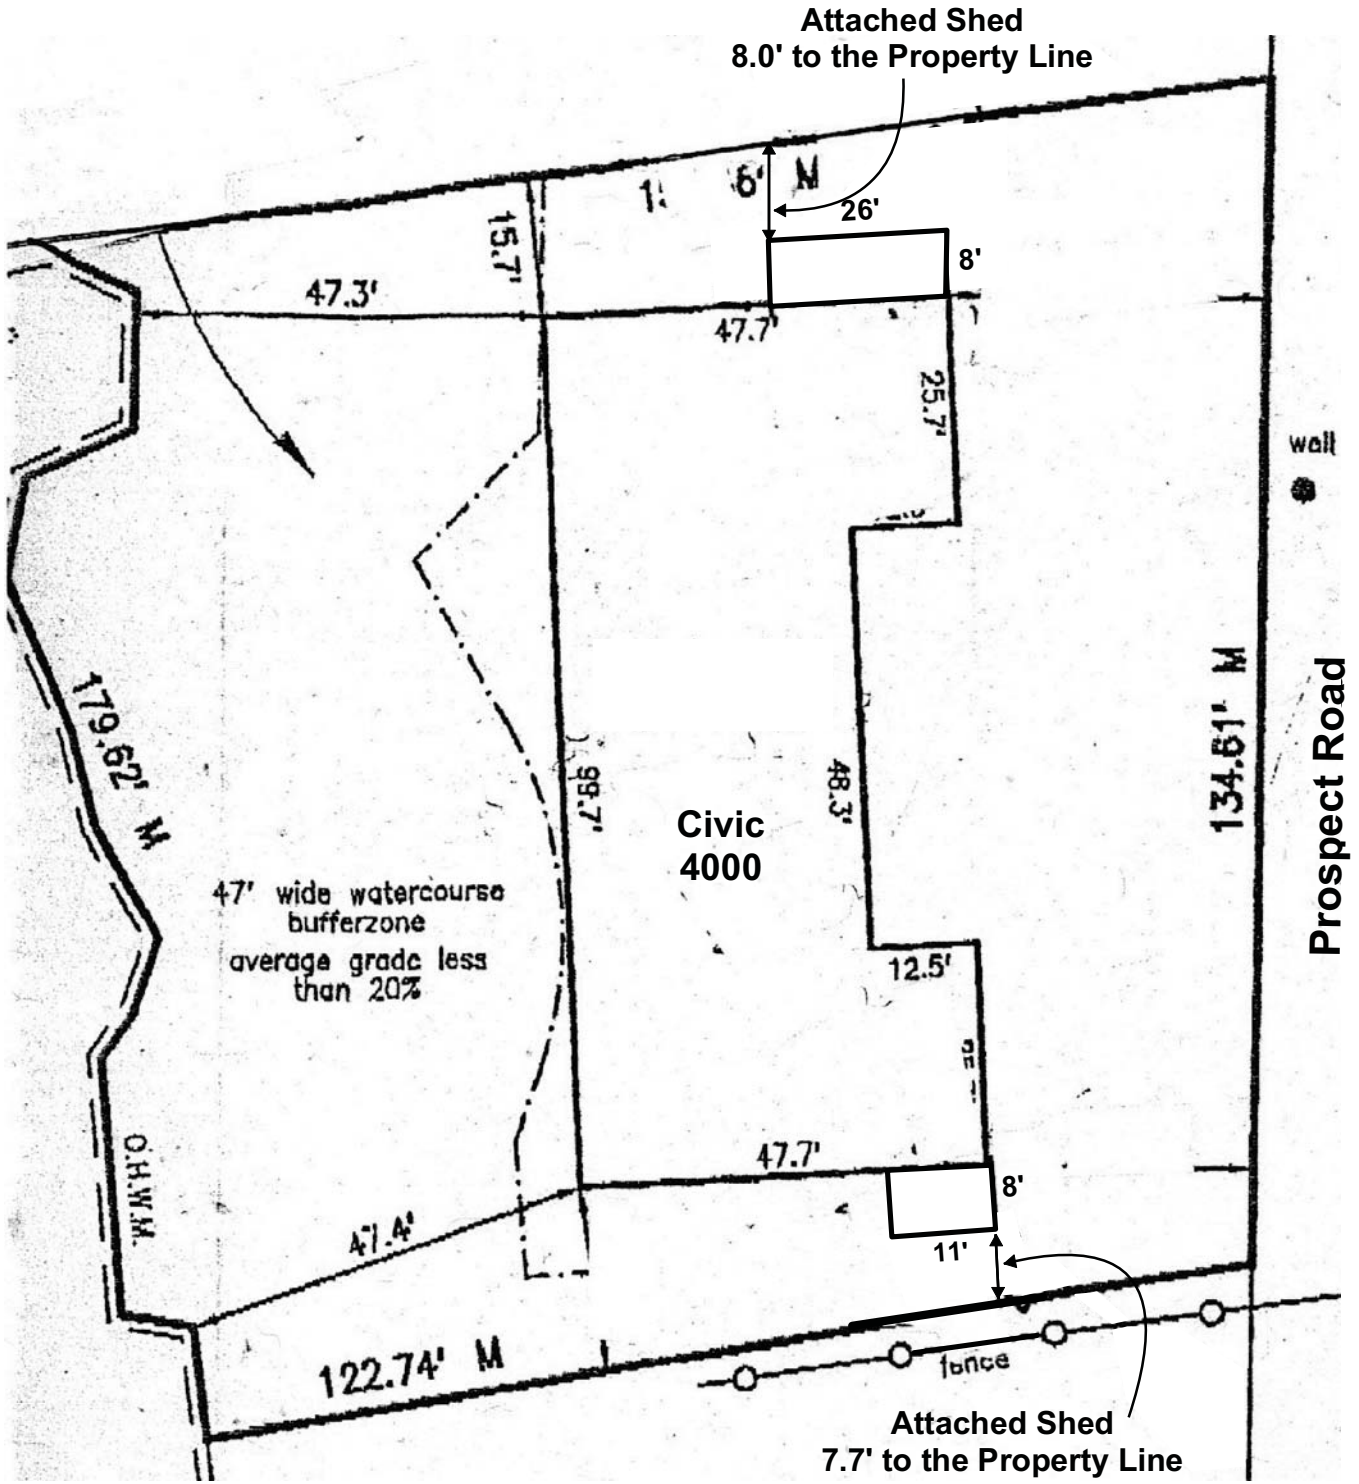 Attached Shed
8.0' to the Property Line
6' M
15.7'
26'
8'
47.3'
47.7'
25.7'
wall
179.62' M
134.61' M
Prospect Road
99.7'
48.3'
Civic
4000
47' wide watercourse
bufferzone
average grade less
than 20%
12.5'
O.H.W.M.
47.7'
8'
47.4'
11'
122.74' M
fence
Attached Shed
7.7' to the Property Line